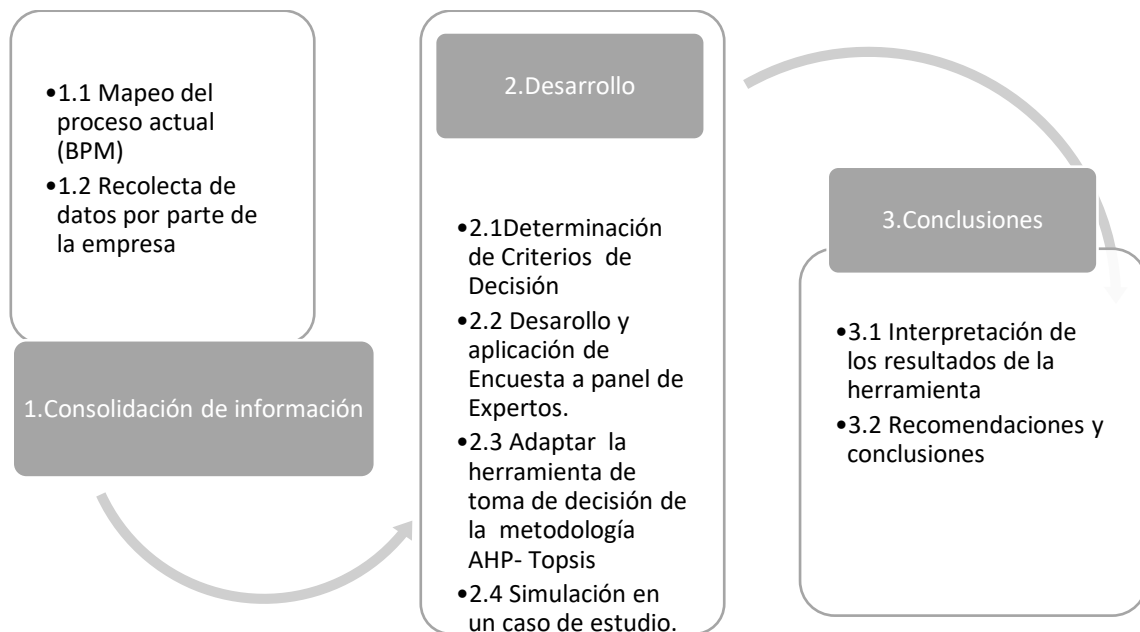 •1.1 Mapeo del
proceso actual
(BPM)
•1.2 Recolecta de
datos por parte de
la empresa
1.Consolidación de información
2.Desarrollo
•2.1Determinación
de Criterios de
Decisión
•2.2 Desarollo y
aplicación de
Encuesta a panel de
Expertos.
•2.3 Adaptar la
herramienta de
toma de decisión de
la metodología
AHP- Topsis
•2.4 Simulación en
un caso de estudio.
3.Conclusiones
•3.1 Interpretación de
los resultados de la
herramienta
•3.2 Recomendaciones y
conclusiones